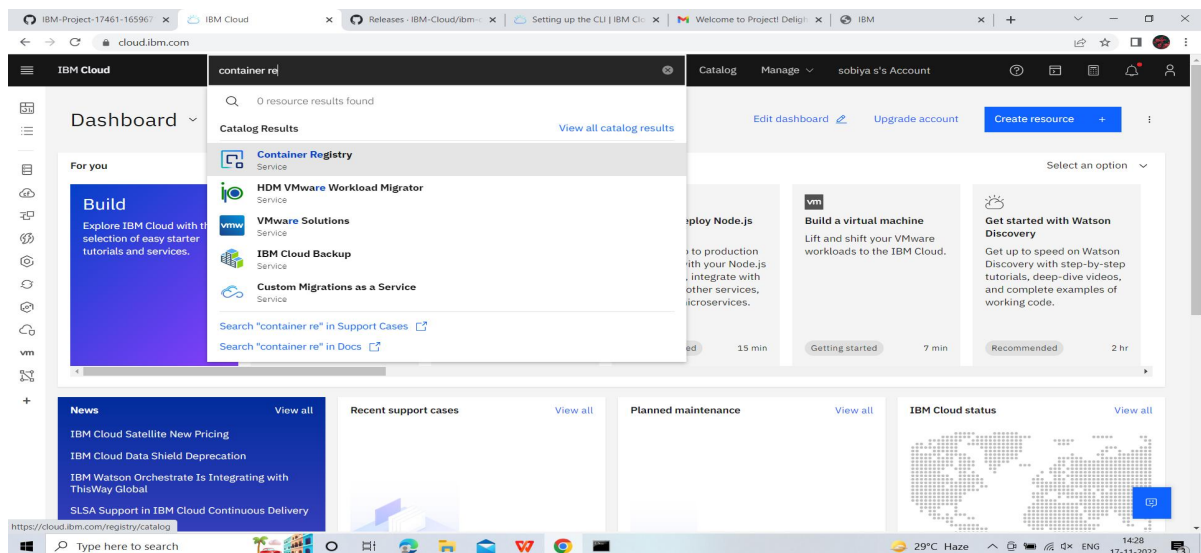 IBM-Project-17461-165967
IBM Cloud
Releases · IBM-Cloud/ibm-c
Setting up the CLI | IBM Clo
Welcome to Project! Deligh
IBM
cloud.ibm.com
IBM Cloud
container re
Catalog
Manage
sobiya s's Account
0 resource results found
Dashboard
Catalog Results
View all catalog results
Edit dashboard
Upgrade account
Create resource +
For you
Select an option
Container Registry
Service
HDM VMware Workload Migrator
Service
VMware Solutions
Service
IBM Cloud Backup
Service
Custom Migrations as a Service
Service
Search "container re" in Support Cases
Search "container re" in Docs
Build
Explore IBM Cloud with th
selection of easy starter
tutorials and services.
eploy Node.js
to production
ith your Node.js
, integrate with
other services,
icroservices.
ed
15 min
vm
Build a virtual machine
Lift and shift your VMware
workloads to the IBM Cloud.
Getting started
7 min
Get started with Watson
Discovery
Get up to speed on Watson
Discovery with step-by-step
tutorials, deep-dive videos,
and complete examples of
working code.
Recommended
2 hr
vm
News
View all
IBM Cloud Satellite New Pricing
IBM Cloud Data Shield Deprecation
IBM Watson Orchestrate Is Integrating with
ThisWay Global
SLSA Support in IBM Cloud Continuous Delivery
Recent support cases
View all
Planned maintenance
View all
IBM Cloud status
View all
https://cloud.ibm.com/registry/catalog
Type here to search
29°C Haze
ENG
14:28
17-11-2022